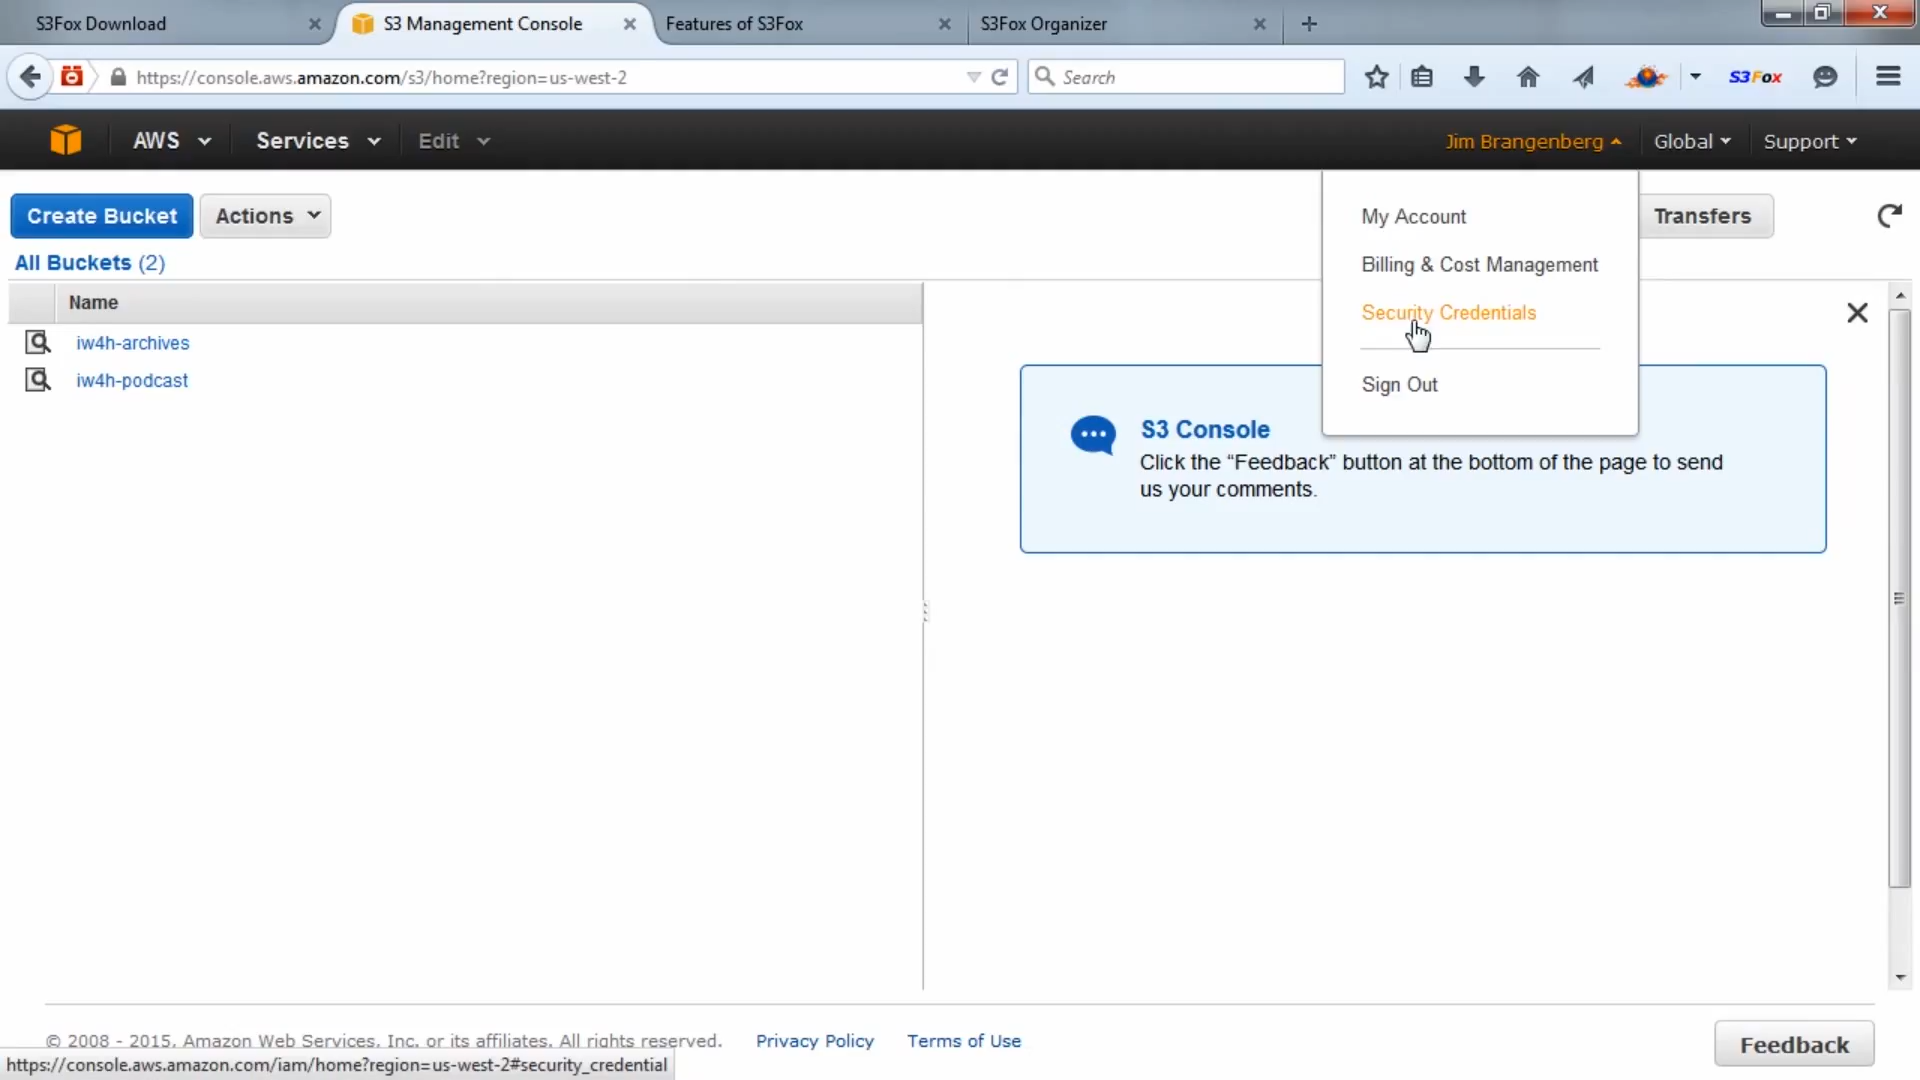 S3Fox Download
S3 Management Console
Features of S3Fox
S3Fox Organizer
https://console.aws.amazon.com/s3/home?region=us-west-2
Search
S3Fox
AWS
Services
Edit
Jim Brangenberg
Global
Support
Create Bucket
Actions
My Account
Transfers
All Buckets (2)
Billing & Cost Management
Name
Security Credentials
iw4h-archives
iw4h-podcast
Sign Out
S3 Console
Click the “Feedback” button at the bottom of the page to send
us your comments.
© 2008 - 2015, Amazon Web Services, Inc. or its affiliates. All rights reserved.
Privacy Policy
Terms of Use
Feedback
https://console.aws.amazon.com/iam/home?region=us-west-2#security_credential